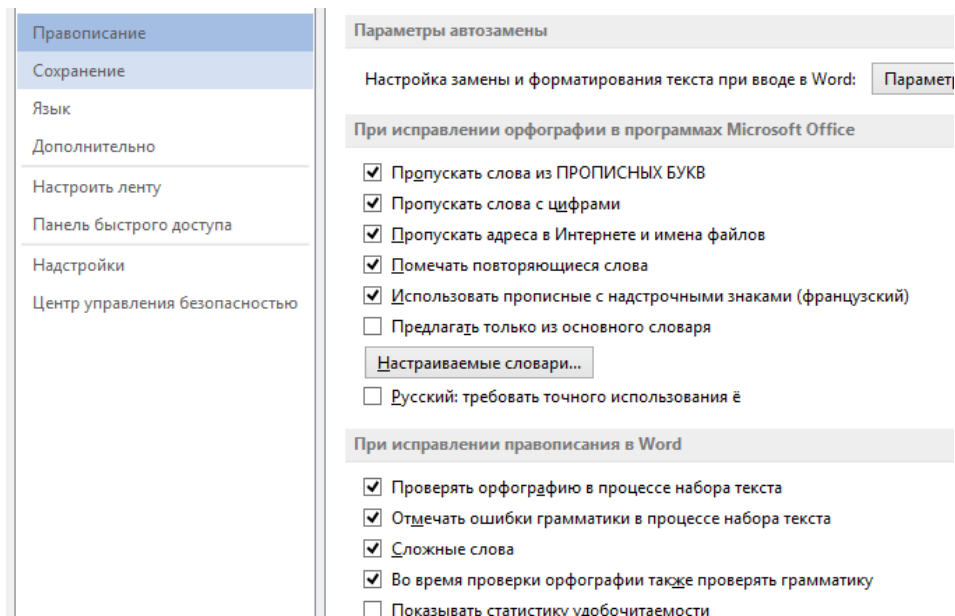 Правописание
Сохранение
Язык
Дополнительно
Настроить ленту
Панель быстрого доступа
Надстройки
Центр управления безопасностью
Параметры автозамены
Настройка замены и форматирования текста при вводе в Word:
При исправлении орфографии в программах Microsoft Office
Пропускать слова из ПРОПИСНЫХ БУКВ
Пропускать слова с цифрами
Пропускать адреса в Интернете и имена файлов
Помечать повторяющиеся слова
Использовать прописные с надстрочными знаками (французский)
Предлагать только из основного словаря
Настраиваемые словари...
Русский: требовать точного использования ё
При исправлении правописания в Word
Проверять орфографию в процессе набора текста
Отмечать ошибки грамматики в процессе набора текста
Сложные слова
Во время проверки орфографии также проверять грамматику
Показывать статистику удобочитаемости